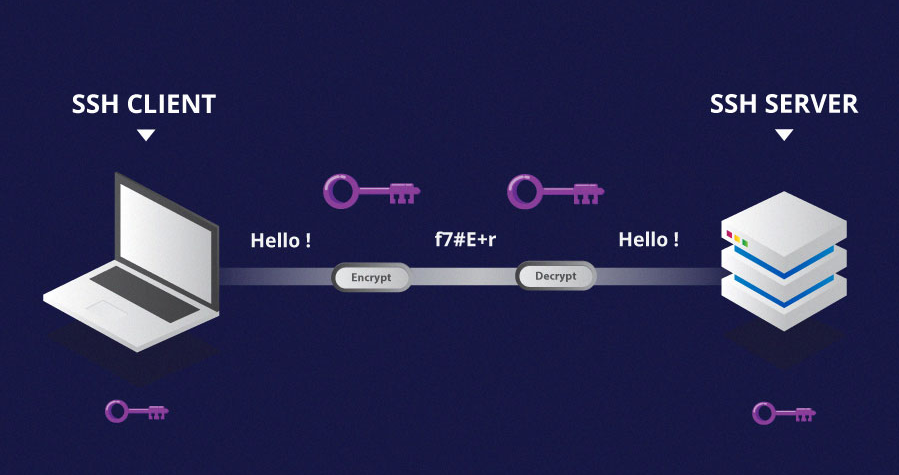 SSH CLIENT
SSH SERVER
Hello !
f7#E+r
Hello !
Encrypt
Decrypt